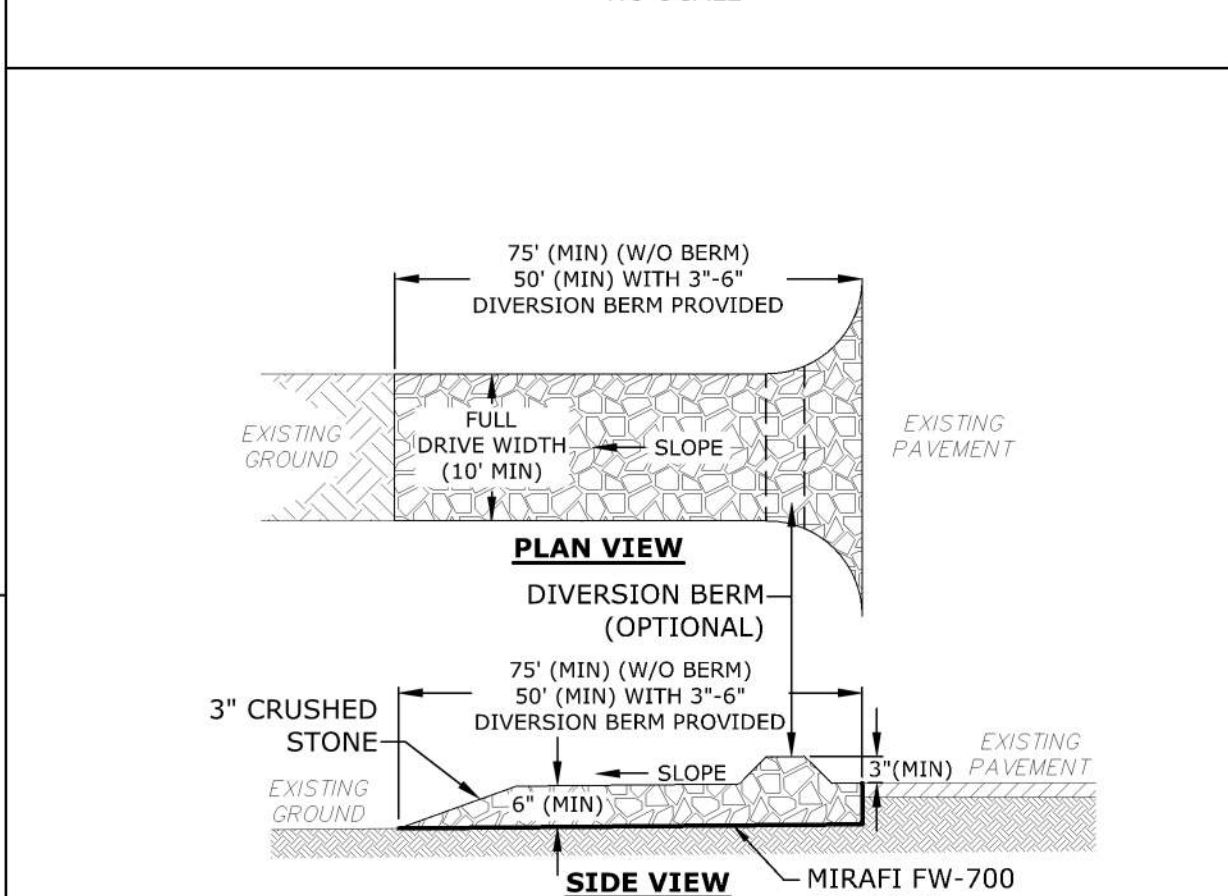 75' (MIN) (W/O BERM)
50' (MIN) WITH 3"-6"
DIVERSION BERM PROVIDED
EXISTING
GROUND
FULL
DRIVE WIDTH
(10' MIN)
SLOPE
EXISTING
PAVEMENT
PLAN VIEW
DIVERSION BERM
(OPTIONAL)
75' (MIN) (W/O BERM)
50' (MIN) WITH 3"-6"
DIVERSION BERM PROVIDED
3" CRUSHED
STONE
EXISTING
GROUND
SLOPE
6" (MIN)
3"(MIN)
EXISTING
PAVEMENT
SIDE VIEW
MIRAFI FW-700